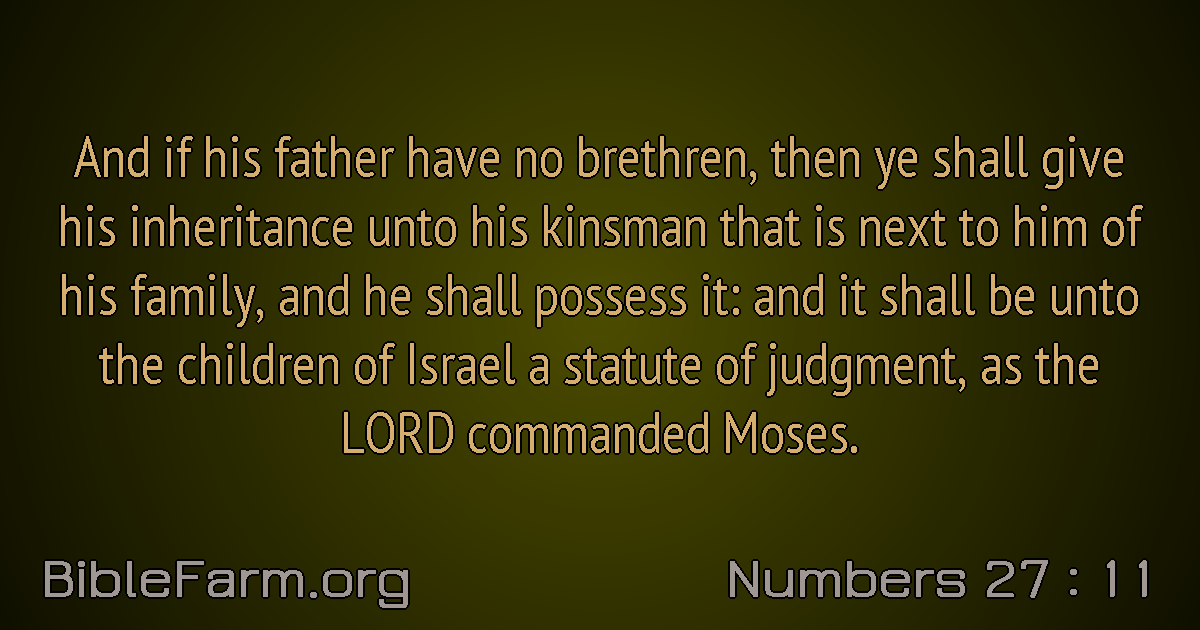 And if his father have no brethren, then ye shall give
his inheritance unto his kinsman that is next to him of
his family, and he shall possess it: and it shall be unto
the children of Israel a statute of judgment, as the
LORD commanded Moses.
BibleFarm.org
Numbers 27 : 11